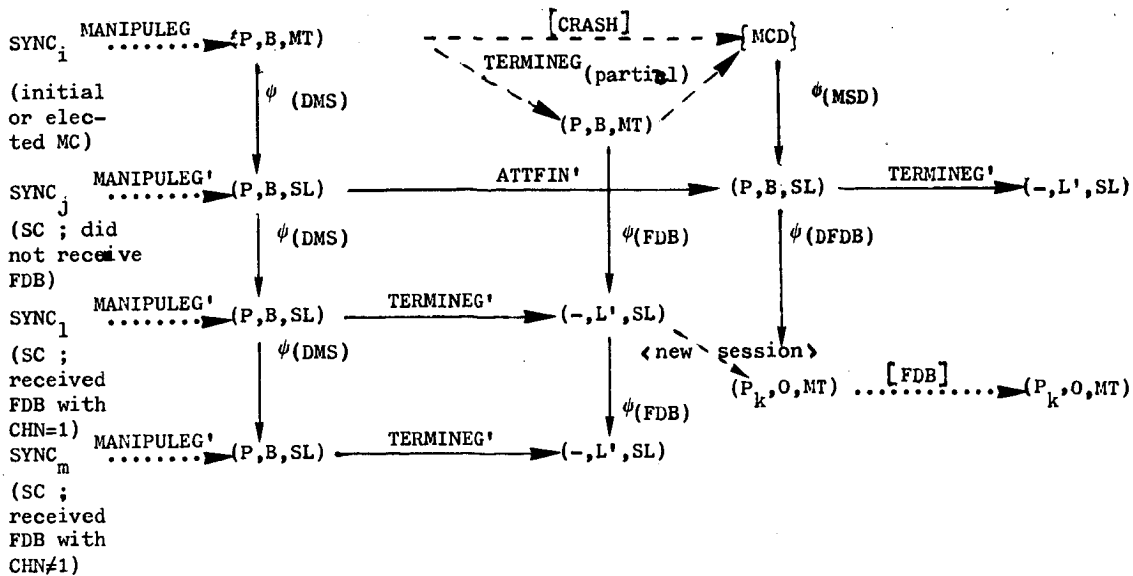 SYNC_i MANIPULEG (P,B,MT) [CRASH] {MCD}
TERMINEG (partial)
(initial or elec-ted MC)
ψ (DMS)
(P,B,MT)
ψ(MSD)
SYNC_j MANIPULEG' (P,B,SL) ATTFIN' (P,B,SL) TERMINEG' (-,L',SL)
(SC ; did
not receive
FDB)
ψ(DMS)
ψ(FDB)
ψ(DFDB)
SYNC_l MANIPULEG' (P,B,SL) TERMINEG' (-,L',SL)
(SC ;
received
FDB with
CHN=1)
ψ(DMS)
<new session>
ψ(FDB)
(P_k,O,MT) [FDB] (P_k,O,MT)
SYNC_m MANIPULEG' (P,B,SL) TERMINEG' (-,L',SL)
(SC ;
received
FDB with
CHN≠1)